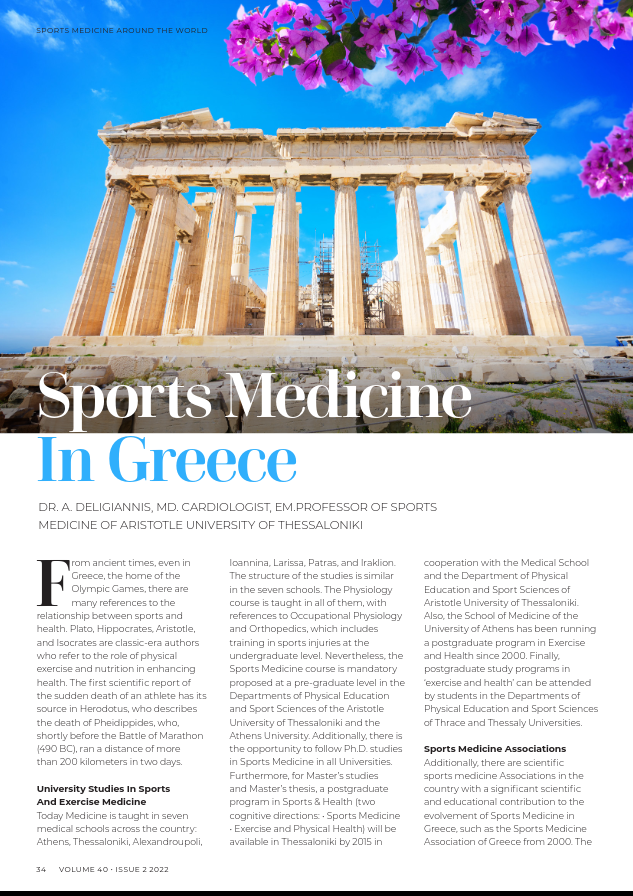 SPORTS MEDICINE AROUND THE WORLD
Sports Medicine
In Greece
DR. A. DELIGIANNIS, MD. CARDIOLOGIST, EM.PROFESSOR OF SPORTS
MEDICINE OF ARISTOTLE UNIVERSITY OF THESSALONIKI
From ancient times, even in
Greece, the home of the
Olympic Games, there are
many references to the
relationship between sports and
health. Plato, Hippocrates, Aristotle,
and Isocrates are classic-era authors
who refer to the role of physical
exercise and nutrition in enhancing
health. The first scientific report of
the sudden death of an athlete has its
source in Herodotus, who describes
the death of Pheidippides, who,
shortly before the Battle of Marathon
(490 BC), ran a distance of more
than 200 kilometers in two days.
University Studies In Sports
And Exercise Medicine
Today Medicine is taught in seven
medical schools across the country:
Athens, Thessaloniki, Alexandroupoli,
Ioannina, Larissa, Patras, and Iraklion.
The structure of the studies is similar
in the seven schools. The Physiology
course is taught in all of them, with
references to Occupational Physiology
and Orthopedics, which includes
training in sports injuries at the
undergraduate level. Nevertheless, the
Sports Medicine course is mandatory
proposed at a pre-graduate level in the
Departments of Physical Education
and Sport Sciences of the Aristotle
University of Thessaloniki and the
Athens University. Additionally, there is
the opportunity to follow Ph.D. studies
in Sports Medicine in all Universities.
Furthermore, for Master's studies
and Master's thesis, a postgraduate
program in Sports & Health (two
cognitive directions: • Sports Medicine
• Exercise and Physical Health) will be
available in Thessaloniki by 2015 in
cooperation with the Medical School
and the Department of Physical
Education and Sport Sciences of
Aristotle University of Thessaloniki.
Also, the School of Medicine of the
University of Athens has been running
a postgraduate program in Exercise
and Health since 2000. Finally,
postgraduate study programs in
'exercise and health' can be attended
by students in the Departments of
Physical Education and Sport Sciences
of Thrace and Thessaly Universities.
Sports Medicine Associations
Additionally, there are scientific
sports medicine Associations in the
country with a significant scientific
and educational contribution to the
evolvement of Sports Medicine in
Greece, such as the Sports Medicine
Association of Greece from 2000. The
34 VOLUME 40 • ISSUE 2 2022